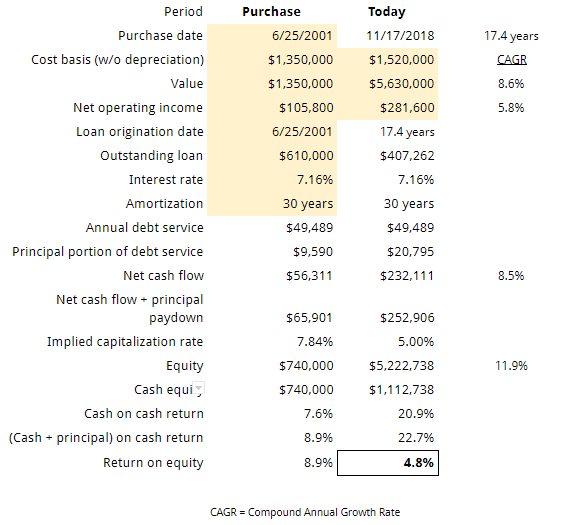 Period Purchase Today
Purchase date 6/25/2001 11/17/2018 17.4 years
Cost basis (w/o depreciation) $1,350,000 $1,520,000 CAGR
Value $1,350,000 $5,630,000 8.6%
Net operating income $105,800 $281,600 5.8%
Loan origination date 6/25/2001 17.4 years
Outstanding loan $610,000 $407,262
Interest rate 7.16% 7.16%
Amortization 30 years 30 years
Annual debt service $49,489 $49,489
Principal portion of debt service $9,590 $20,795
Net cash flow $56,311 $232,111 8.5%
Net cash flow + principal
paydown $65,901 $252,906
Implied capitalization rate 7.84% 5.00%
Equity $740,000 $5,222,738 11.9%
Cash $740,000 $1,112,738
Cash on cash return 7.6% 20.9%
(Cash + principal) on cash return 8.9% 22.7%
Return on equity 8.9% 4.8%
CAGR = Compound Annual Growth Rate